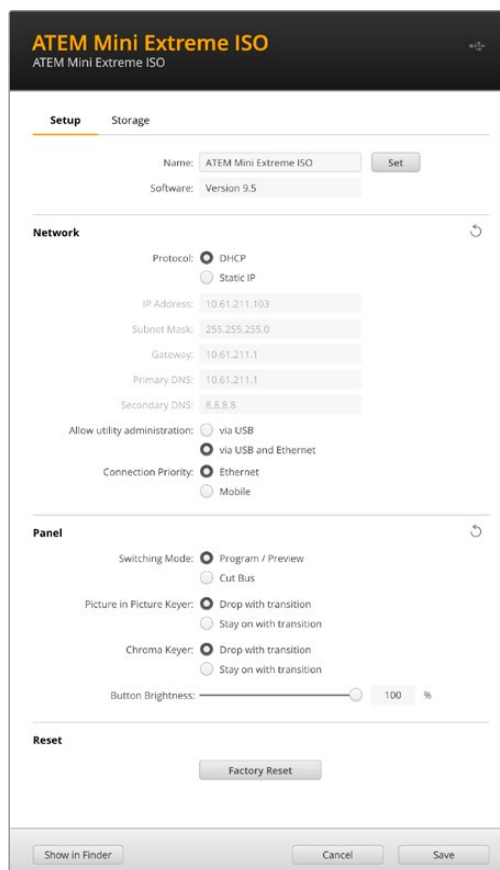 ATEM Mini Extreme ISO
ATEM Mini Extreme ISO
Setup Storage
Name: ATEM Mini Extreme ISO Set
Software: Version 9.5
Network
Protocol: DHCP
Static IP
IP Address: 10.61.211.103
Subnet Mask: 255.255.255.0
Gateway: 10.61.211.1
Primary DNS: 10.61.211.1
Secondary DNS: 8.8.8.8
Allow utility administration: via USB
via USB and Ethernet
Connection Priority: Ethernet
Mobile
Panel
Switching Mode: Program / Preview
Cut Bus
Picture in Picture Keyer: Drop with transition
Stay on with transition
Chroma Keyer: Drop with transition
Stay on with transition
Button Brightness: 100 %
Reset
Factory Reset
Show in Finder Cancel Save